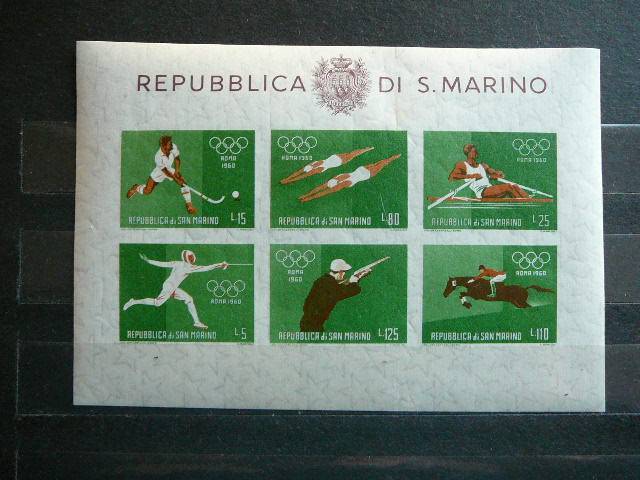 REPUBBLICA DI S. MARINO
ROMA
1960
L.15
REPUBBLICA di SAN MARINO
ROMA 1960
L.80
REPUBBLICA di SAN MARINO
ROMA 1960
L.25
REPUBBLICA di SAN MARINO
ROMA 1960
L.5
REPUBBLICA di SAN MARINO
ROMA
1960
L.125
REPUBBLICA di SAN MARINO
ROMA 1960
L.110
REPUBBLICA di SAN MARINO